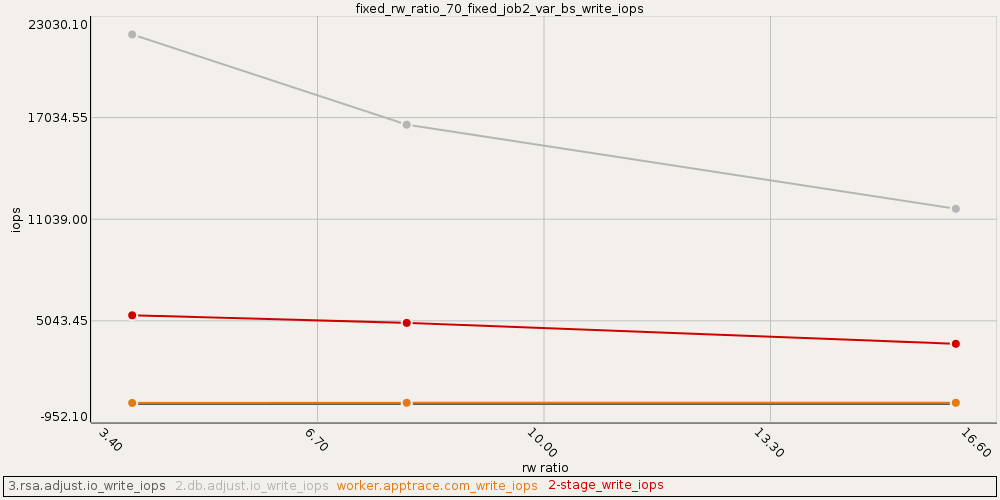 fixed_rw_ratio_70_fixed_job2_var_bs_write_iops
23030.10
17034.55
11039.00
5043.45
-952.10
iops
3.40
6.70
10.00
13.30
16.60
rw ratio
3.rsa.adjust.io_write_iops 2.db.adjust.io_write_iops worker.apptrace.com_write_iops 2-stage_write_iops